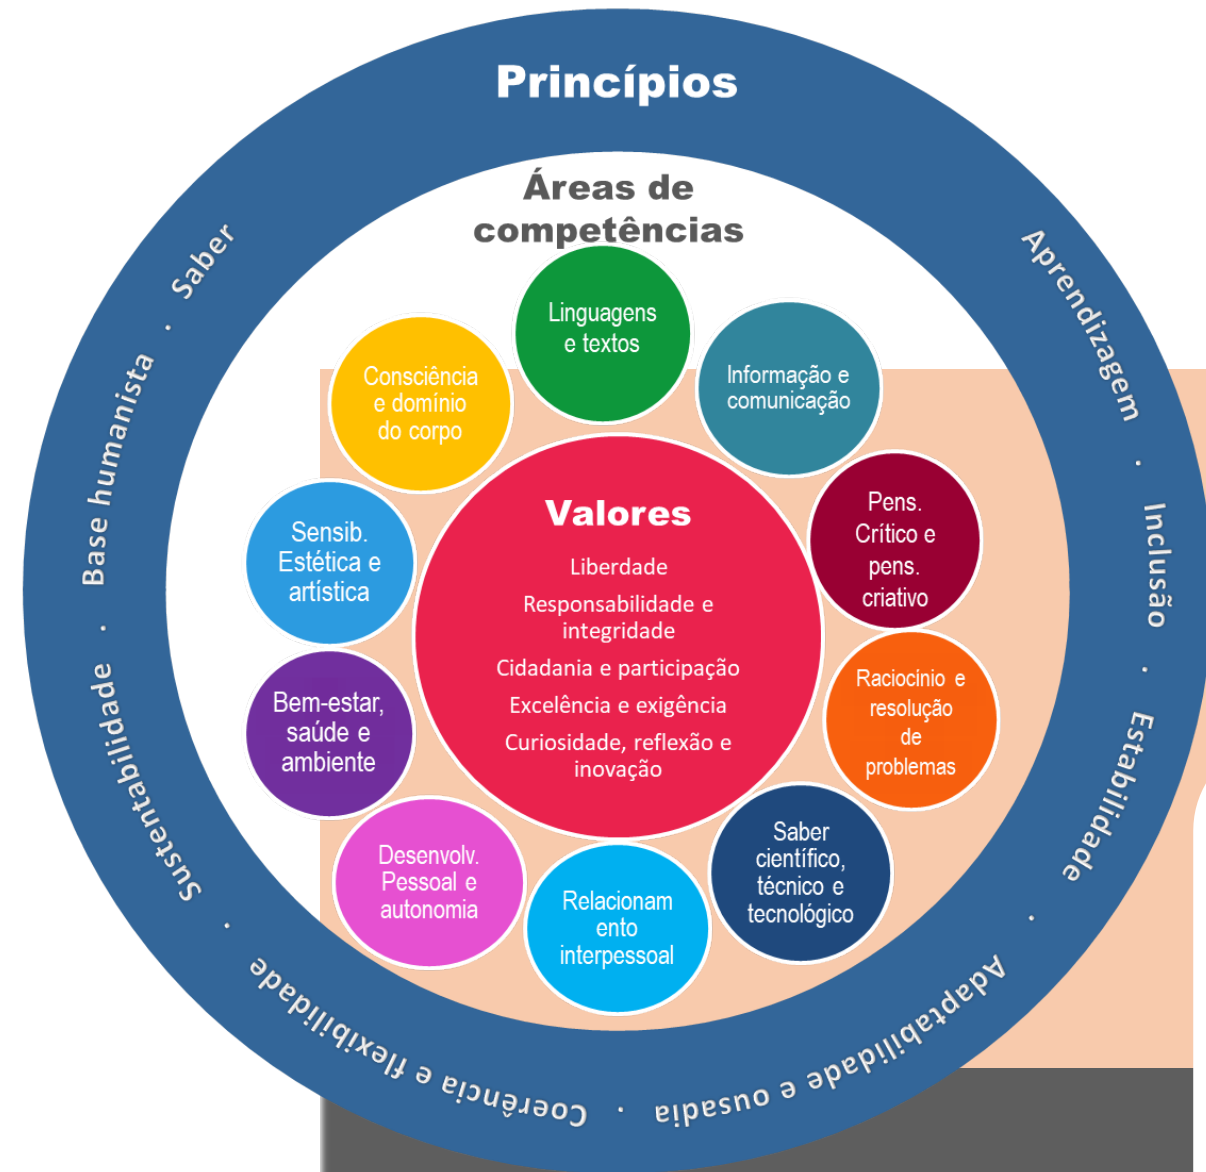 Princípios
Saber
·
Base humanista
·
Sustentabilidade
·
Coerência e flexibilidade
·
Adaptabilidade e ousadia
·
Estabilidade
·
Inclusão
·
Aprendizagem
Áreas de
competências
Linguagens
e textos
Informação e
comunicação
Pens.
Crítico e
pens.
criativo
Raciocínio e
resolução
de
problemas
Saber
científico,
técnico e
tecnológico
Relacionam
ento
interpessoal
Desenvolv.
Pessoal e
autonomia
Bem-estar,
saúde e
ambiente
Sensib.
Estética e
artística
Consciência
e domínio
do corpo
Valores
Liberdade
Responsabilidade e
integridade
Cidadania e participação
Excelência e exigência
Curiosidade, reflexão e
inovação